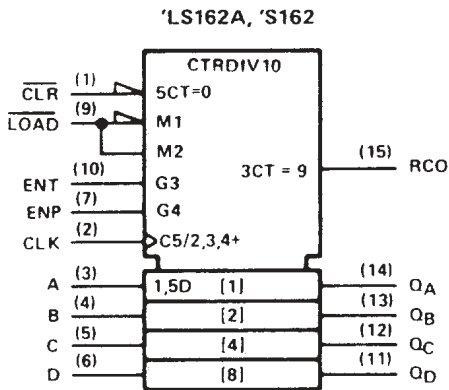 'LS162A, 'S162
CTRDIV10
CLR (1) 5CT=0
LOAD (9) M1
M2
(15) RCO
ENT (10) G3 3CT = 9
ENP (7) G4
CLK (2) C5/2,3,4+
A (3) 1,5D [1] (14) QA
B (4) [2] (13) QB
C (5) [4] (12) QC
D (6) [8] (11) QD